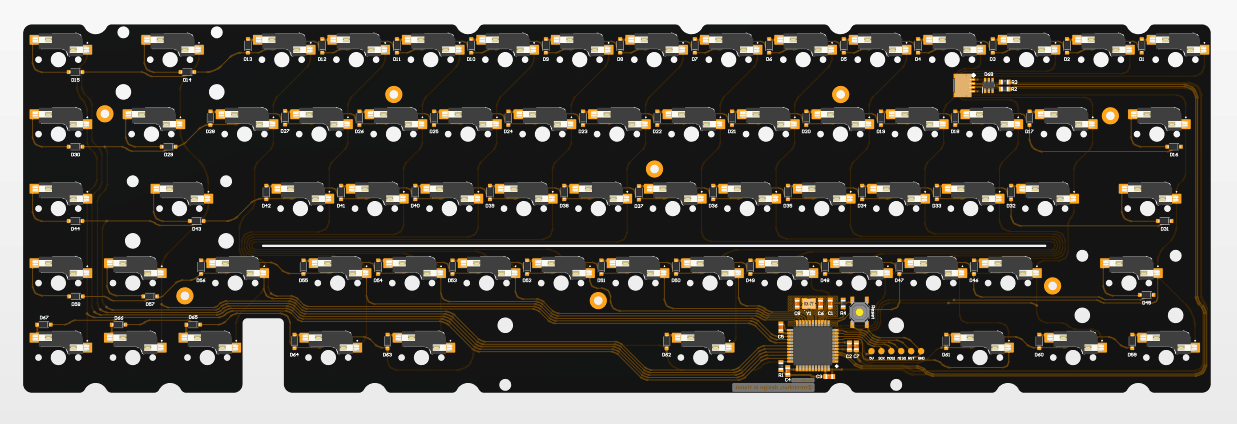 D15 D14 D13 D12 D11 D10 D9 D8 D7 D6 D5 D4 D3 D2 D1
D68 R3
R2
D30 D29 D28 D27 D26 D25 D24 D23 D22 D21 D20 D19 D18 D17 D16
D44 D43 D42 D41 D40 D39 D38 D37 D36 D35 D34 D33 D32 D31
D58 D57 D56 D55 D54 D53 D52 D51 D50 D49 D48 D47 D46 D45
C8 Y1 C6 C1 R4 Reset
D67 D66 D65
C5
D64 D63 D62 C2 C7 5V SCK MOSI MISO RST GND D61 D60 D59
R1 C4 C3